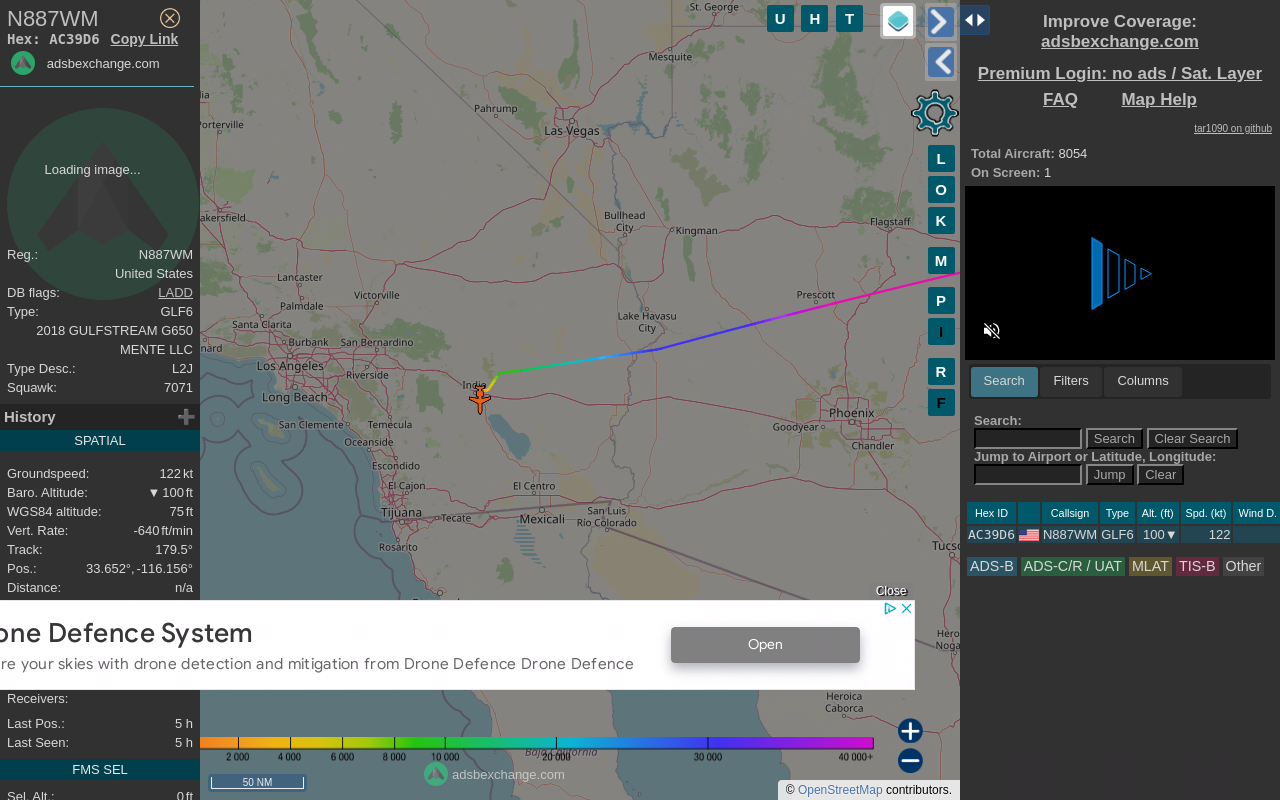 N887WM
Hex: AC39D6 Copy Link
adsbexchange.com
Loading image...
Reg.: N887WM
United States
DB flags: LADD
Type: GLF6
2018 GULFSTREAM G650
MENTE LLC
Type Desc.: L2J
Squawk: 7071
History
SPATIAL
Groundspeed: 122 kt
Baro. Altitude: ▼ 100 ft
WGS84 altitude: 75 ft
Vert. Rate: -640 ft/min
Track: 179.5°
Pos.: 33.652°, -116.156°
Distance: n/a
Receivers:
Last Pos.: 5 h
Last Seen: 5 h
FMS SEL
Sel. Alt.: 0 ft
U H T
L
O
K
M
P
I
R
F
St. George
Mesquite
Pahrump
Las Vegas
Porterville
Bullhead
City
Kingman
Flagstaff
Lancaster
Palmdale
Victorville
Prescott
Lake Havasu
City
Santa Clarita
Burbank
San Bernardino
Los Angeles
Riverside
Long Beach
Indio
San Clemente
Temecula
Oceanside
Escondido
Phoenix
Goodyear
Chandler
El Cajon
Tijuana
Tecate
El Centro
Mexicali
San Luis
Río Colorado
Rosarito
Heroica
Caborca
Baja California
Close
one Defence System
re your skies with drone detection and mitigation from Drone Defence Drone Defence
Open
2 000 4 000 6 000 8 000 10 000 20 000 30 000 40 000+
adsbexchange.com
50 NM
© OpenStreetMap contributors.
Improve Coverage:
adsbexchange.com
Premium Login: no ads / Sat. Layer
FAQ Map Help
tar1090 on github
Total Aircraft: 8054
On Screen: 1
Search Filters Columns
Search:
Search Clear Search
Jump to Airport or Latitude, Longitude:
Jump Clear
Hex ID Callsign Type Alt. (ft) Spd. (kt) Wind D.
AC39D6 N887WM GLF6 100▼ 122
ADS-B ADS-C/R / UAT MLAT TIS-B Other